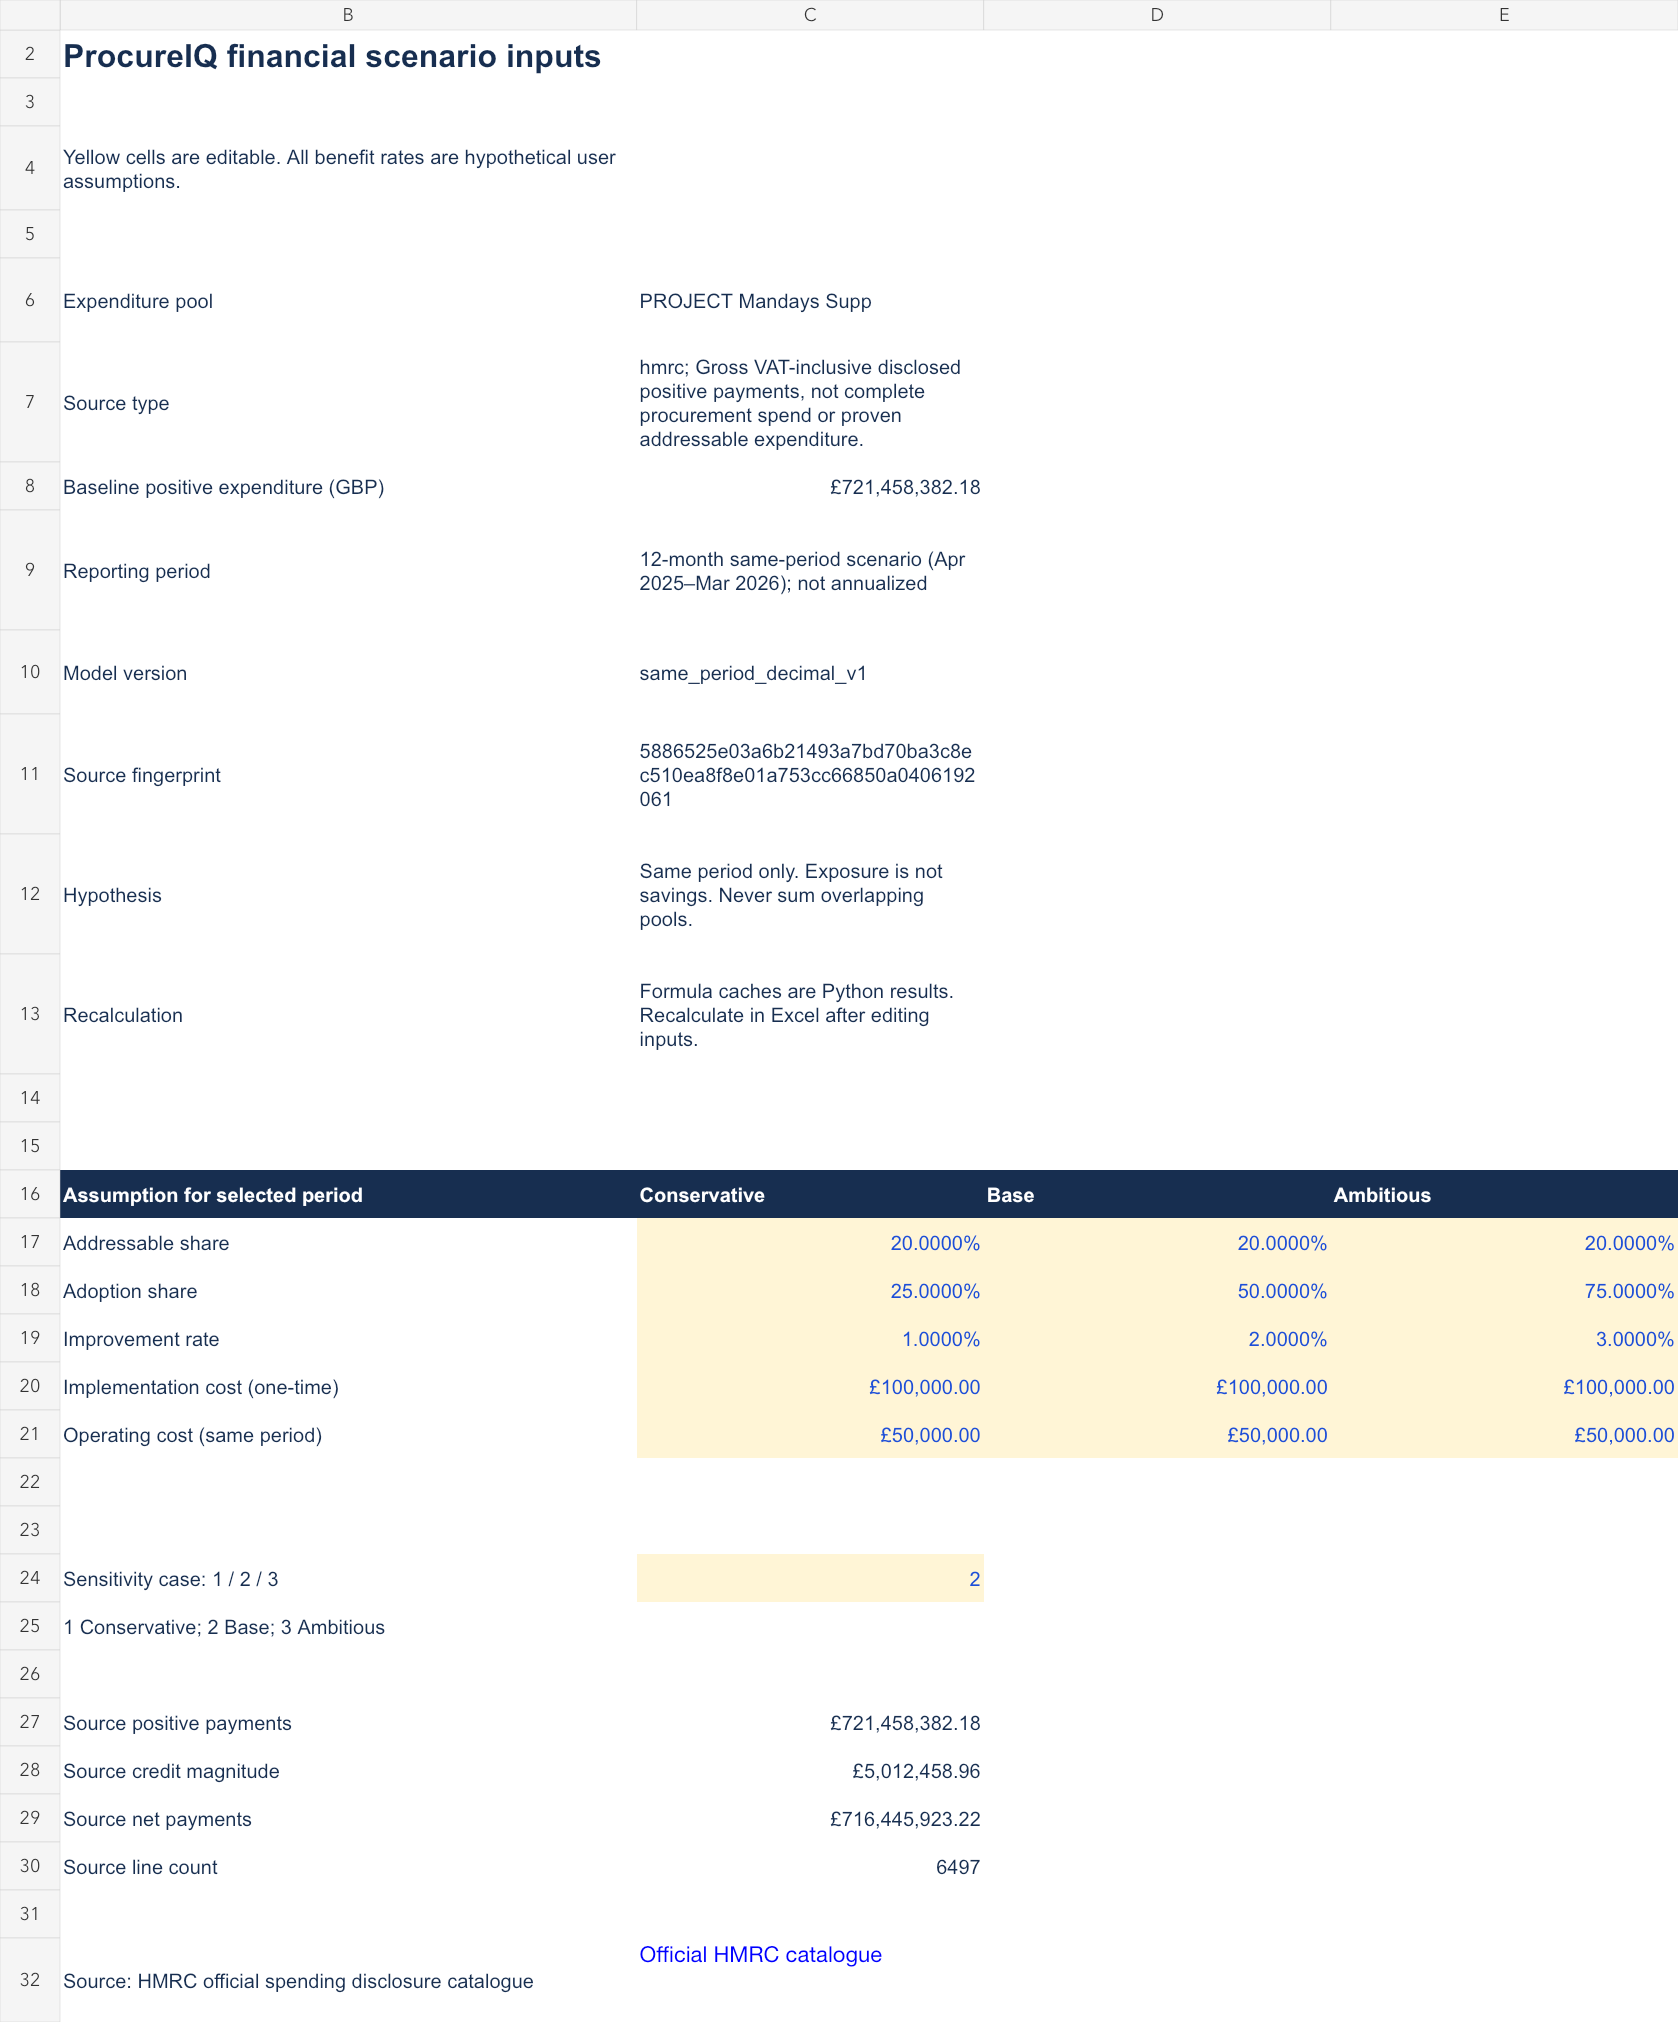 B C D E
2 ProcureIQ financial scenario inputs
3
4 Yellow cells are editable. All benefit rates are hypothetical user
assumptions.
5
6 Expenditure pool PROJECT Mandays Supp
hmrc; Gross VAT-inclusive disclosed
positive payments, not complete
7 Source type procurement spend or proven
addressable expenditure.
8 Baseline positive expenditure (GBP) £721,458,382.18
9 Reporting period 12-month same-period scenario (Apr
2025–Mar 2026); not annualized
10 Model version same_period_decimal_v1
5886525e03a6b21493a7bd70ba3c8e
11 Source fingerprint c510ea8f8e01a753cc66850a0406192
061
Same period only. Exposure is not
12 Hypothesis savings. Never sum overlapping
pools.
Formula caches are Python results.
13 Recalculation Recalculate in Excel after editing
inputs.
14
15
16 Assumption for selected period Conservative Base Ambitious
17 Addressable share 20.0000% 20.0000% 20.0000%
18 Adoption share 25.0000% 50.0000% 75.0000%
19 Improvement rate 1.0000% 2.0000% 3.0000%
20 Implementation cost (one-time) £100,000.00 £100,000.00 £100,000.00
21 Operating cost (same period) £50,000.00 £50,000.00 £50,000.00
22
23
24 Sensitivity case: 1 / 2 / 3 2
25 1 Conservative; 2 Base; 3 Ambitious
26
27 Source positive payments £721,458,382.18
28 Source credit magnitude £5,012,458.96
29 Source net payments £716,445,923.22
30 Source line count 6497
31
Official HMRC catalogue
32 Source: HMRC official spending disclosure catalogue